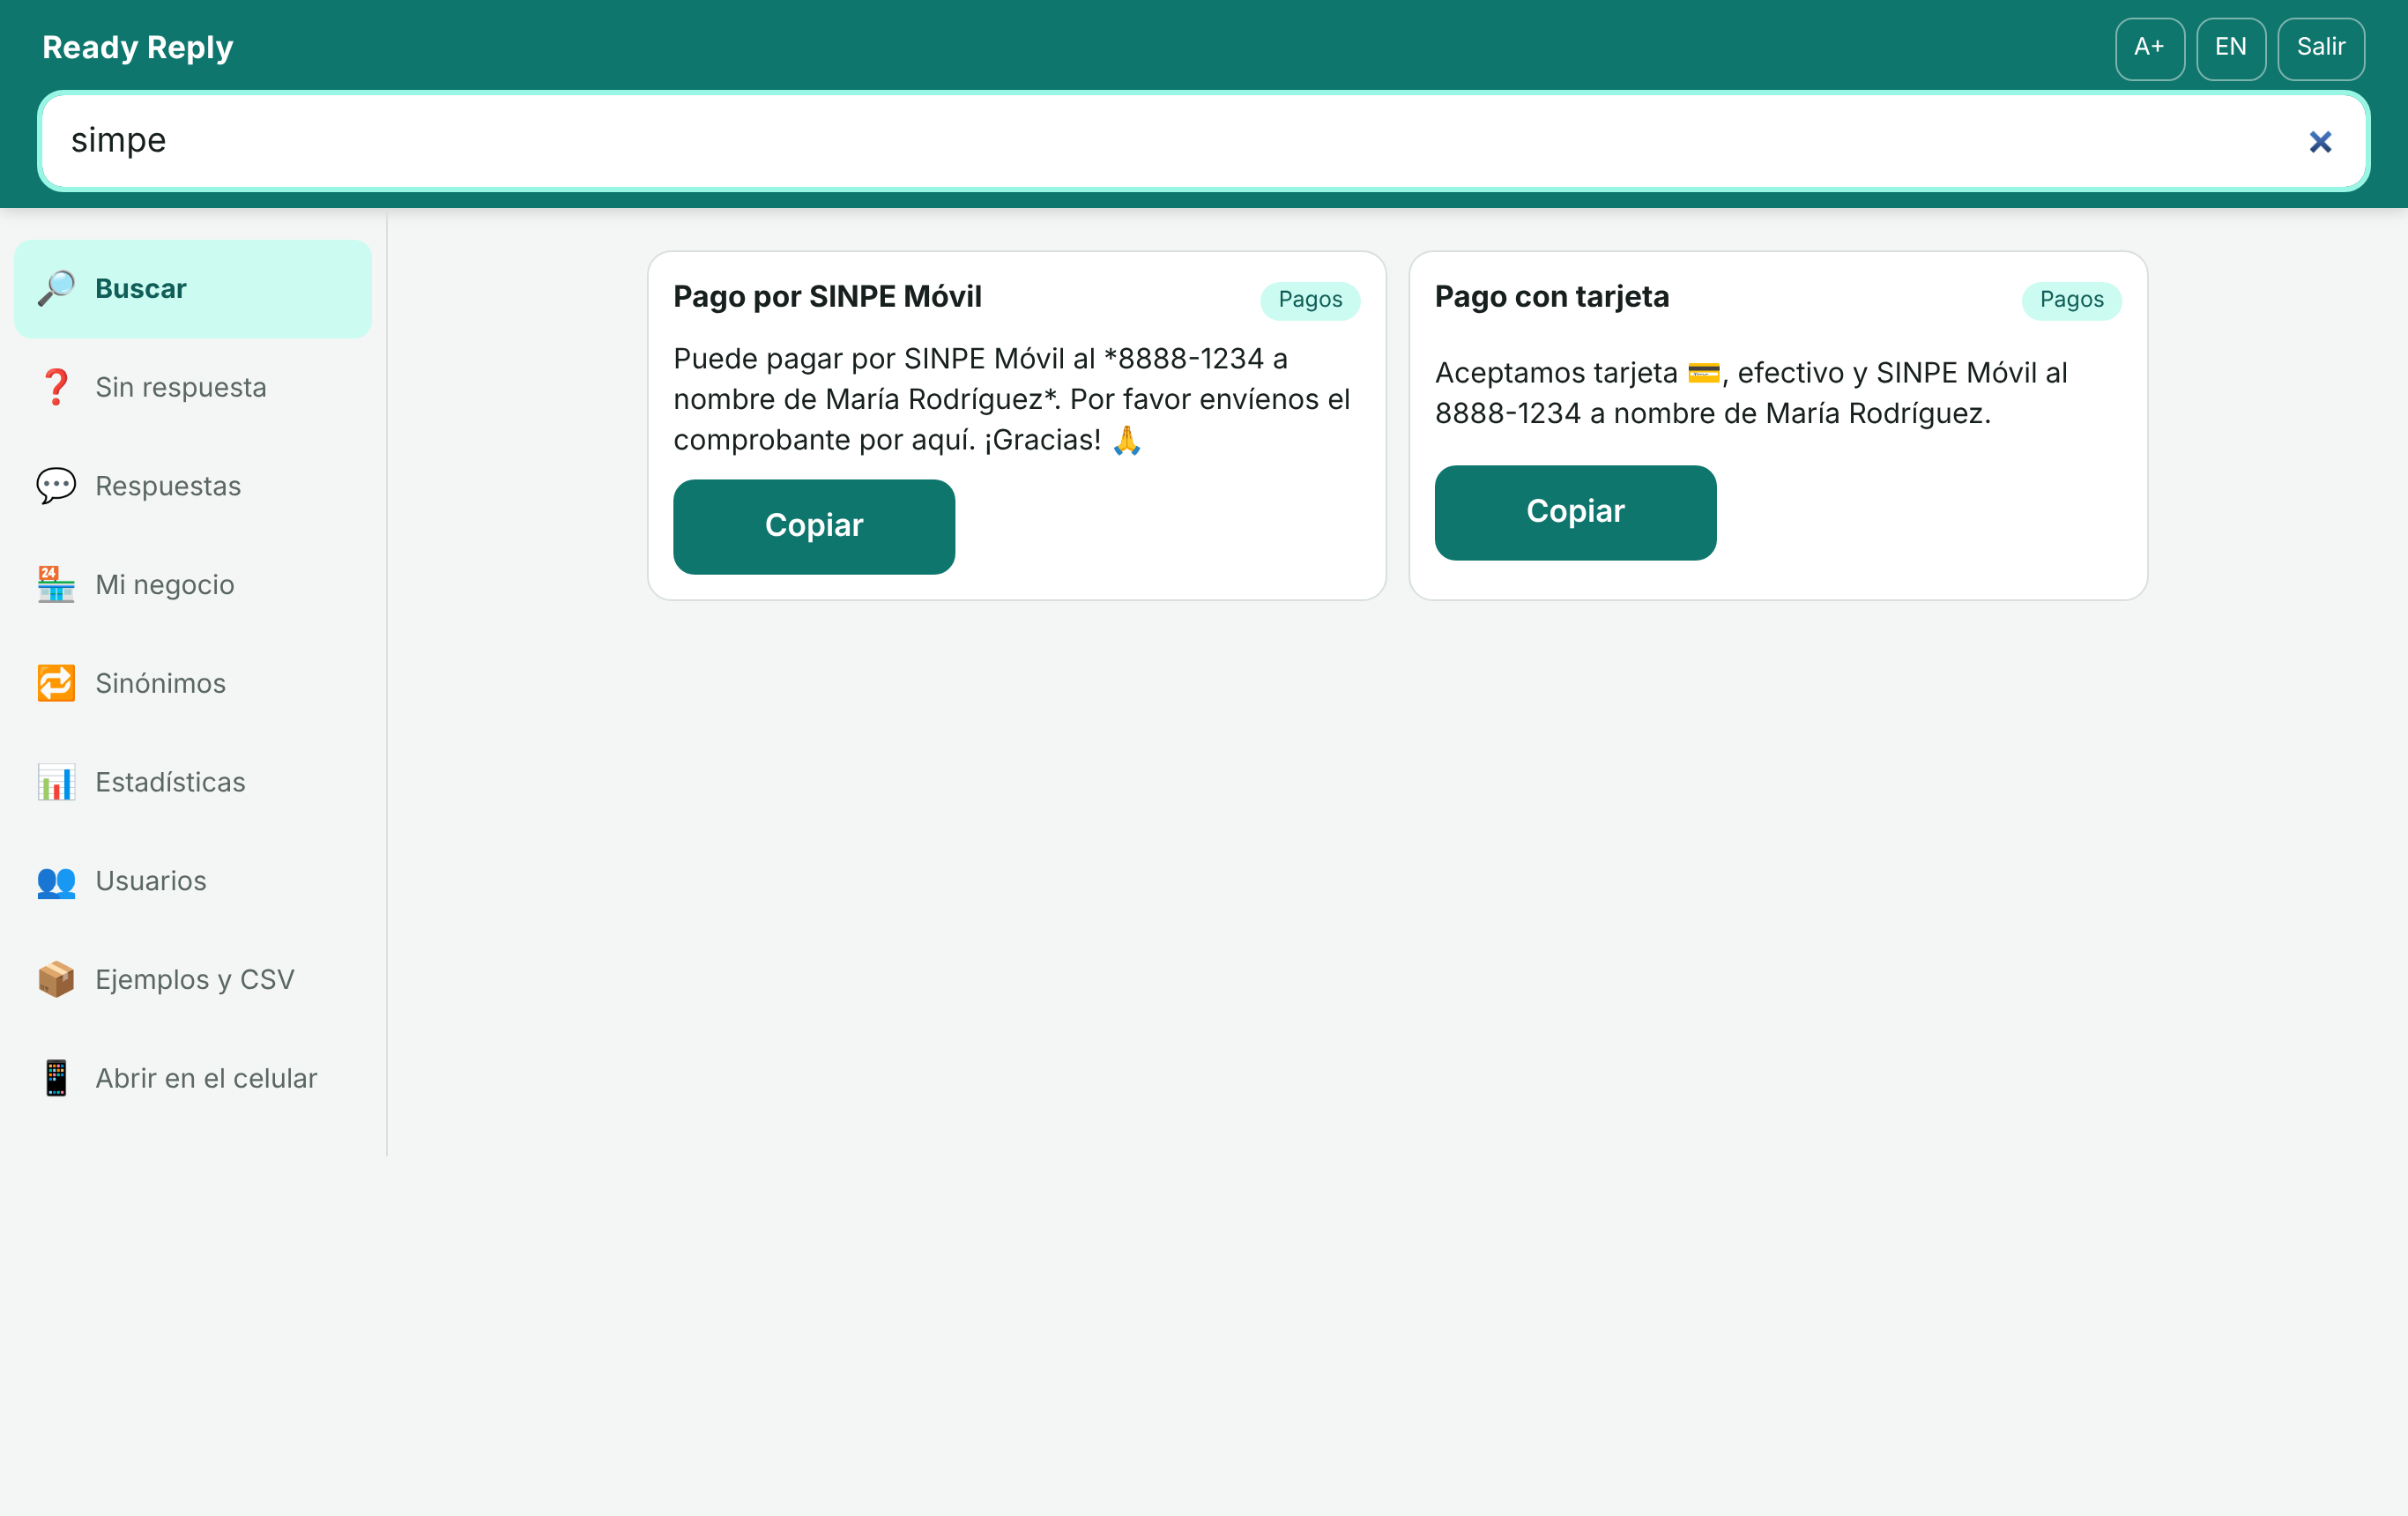 Ready Reply
A+
EN
Salir
simpe
Buscar
Sin respuesta
Respuestas
Mi negocio
Sinónimos
Estadísticas
Usuarios
Ejemplos y CSV
Abrir en el celular
Pago por SINPE Móvil
Pagos
Puede pagar por SINPE Móvil al *8888-1234 a
nombre de María Rodríguez*. Por favor envíenos el
comprobante por aquí. ¡Gracias! 🙏
Copiar
Pago con tarjeta
Pagos
Aceptamos tarjeta 💳, efectivo y SINPE Móvil al
8888-1234 a nombre de María Rodríguez.
Copiar